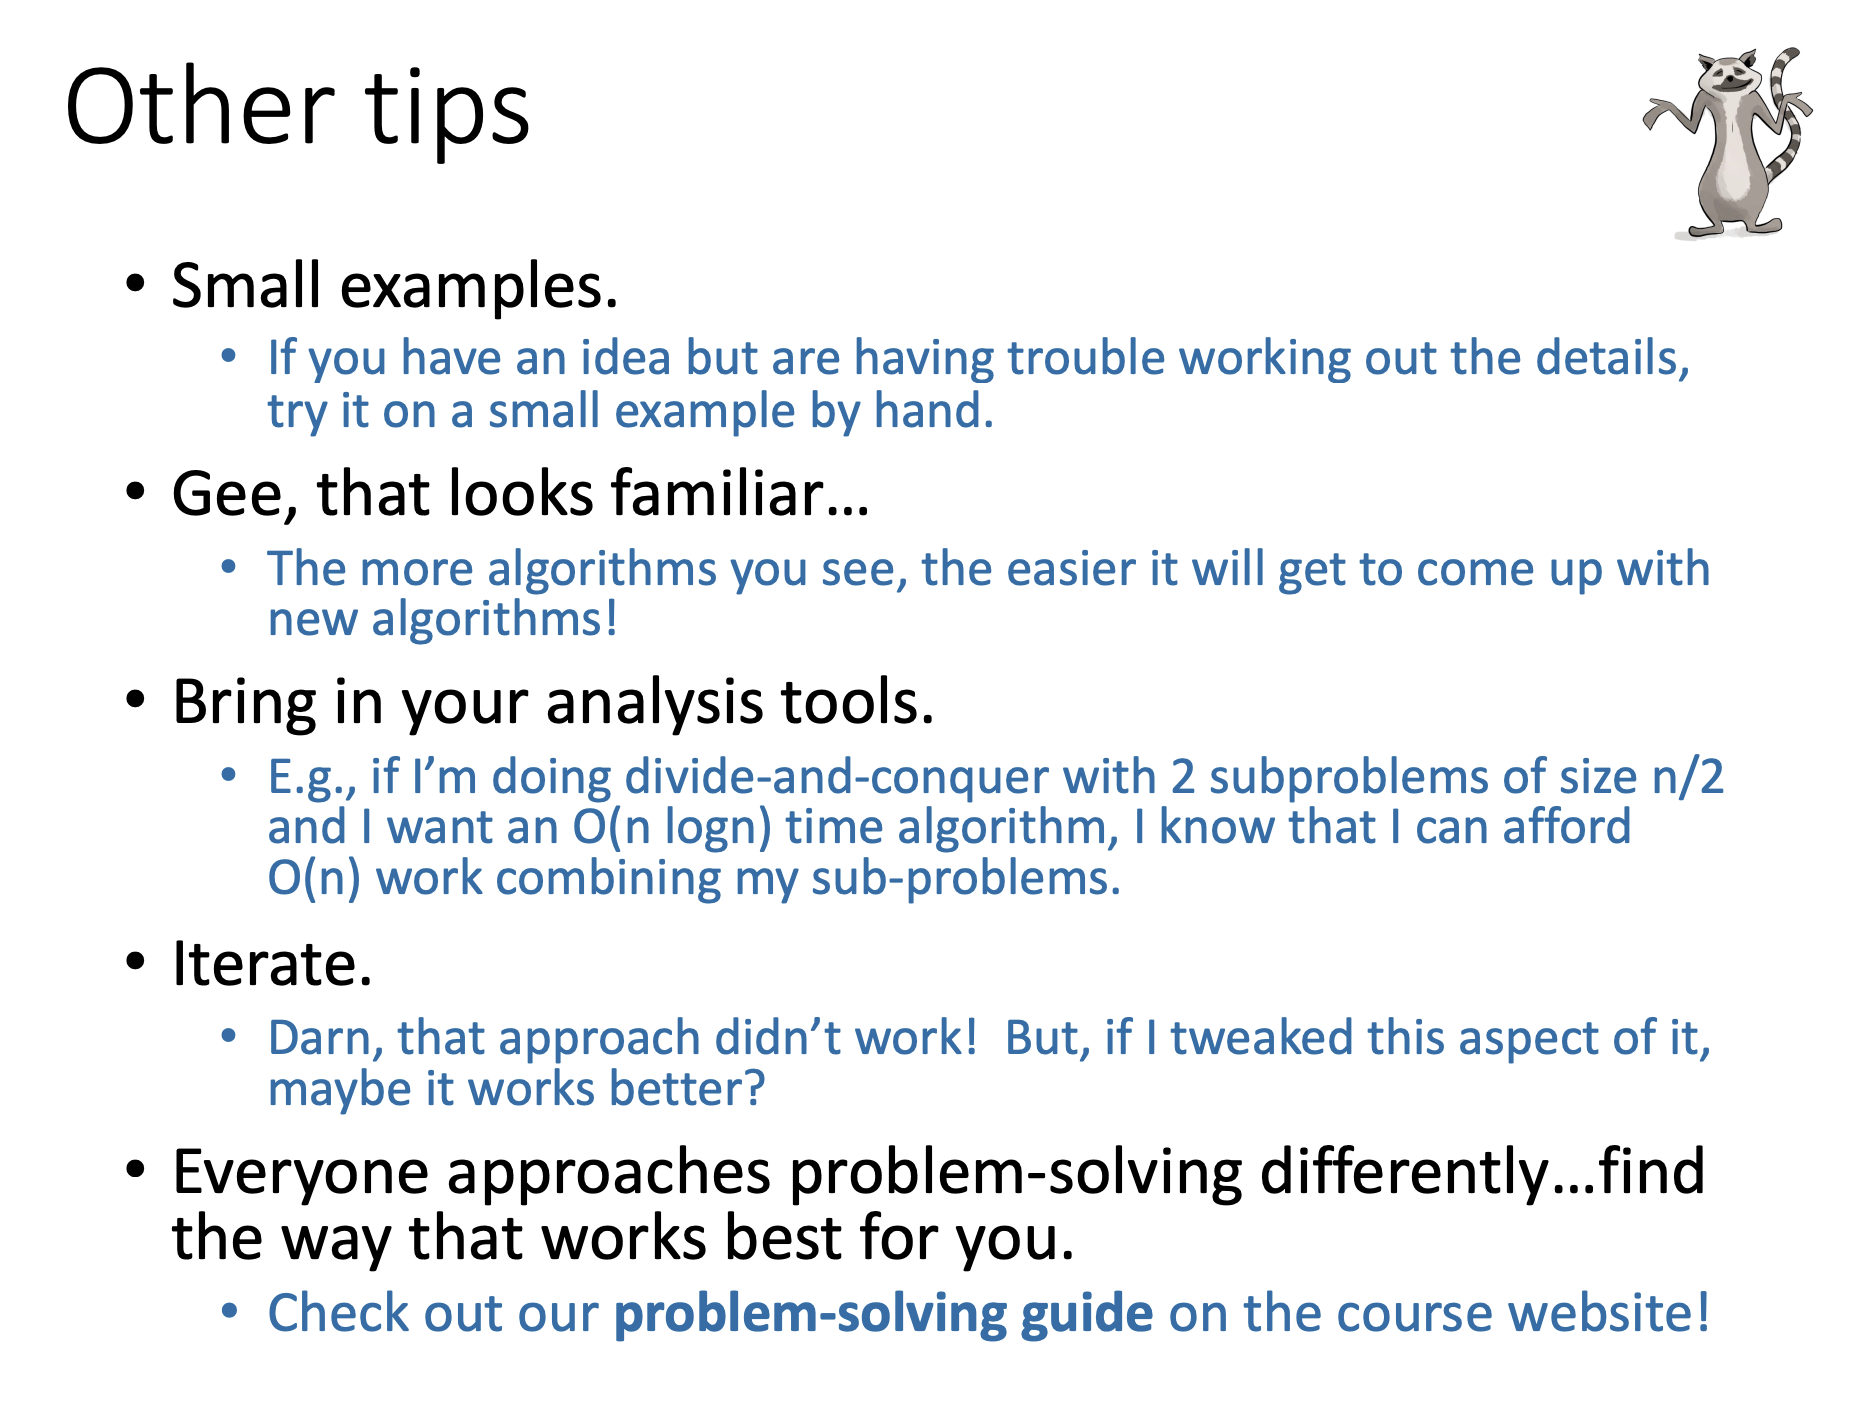 Other tips
• Small examples.
• If you have an idea but are having trouble working out the details,
try it on a small example by hand.
• Gee, that looks familiar…
• The more algorithms you see, the easier it will get to come up with
new algorithms!
• Bring in your analysis tools.
• E.g., if I’m doing divide-and-conquer with 2 subproblems of size n/2
and I want an O(n logn) time algorithm, I know that I can afford
O(n) work combining my sub-problems.
• Iterate.
• Darn, that approach didn’t work!  But, if I tweaked this aspect of it,
maybe it works better?
• Everyone approaches problem-solving differently…find
the way that works best for you.
• Check out our problem-solving guide on the course website!